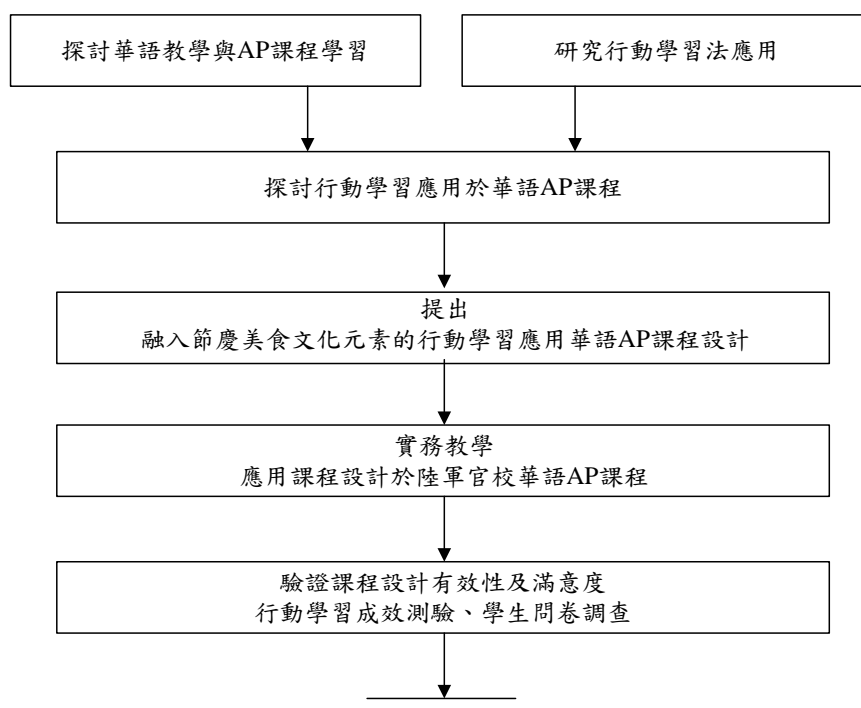 探討華語教學與AP課程學習
研究行動學習法應用
探討行動學習應用於華語AP課程
提出
融入節慶美食文化元素的行動學習應用華語AP課程設計
實務教學
應用課程設計於陸軍官校華語AP課程
驗證課程設計有效性及滿意度
行動學習成效測驗、學生問卷調查